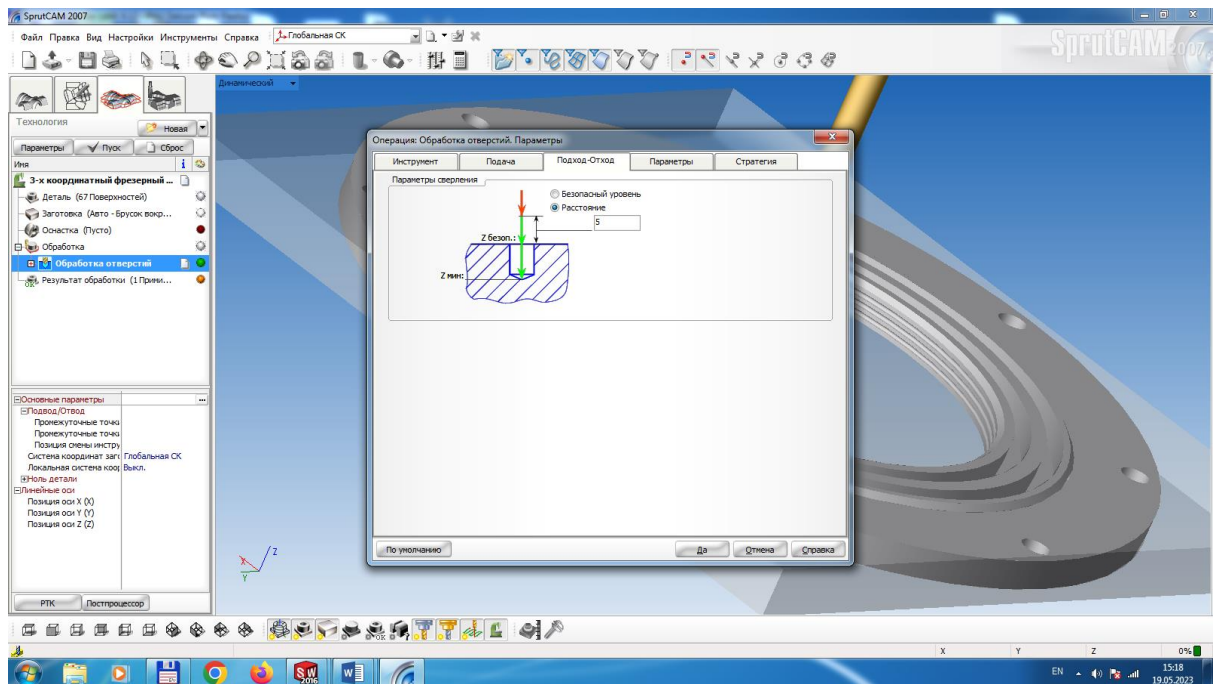 SprutCAM 2007
Файл Правка Вид Настройки Инструменты Справка Глобальная СК
SprutCAM 2007
Динамический
Технология
Новая
Параметры Пуск Сброс
Имя
3-х координатный фрезерный ...
Деталь (67 Поверхностей)
Заготовка (Авто - Брусок вокр...
Оснастка (Пусто)
Обработка
Обработка отверстий
Результат обработки (1 Прими...
Основные параметры ...
Подвод/Отвод
Промежуточные точки
Промежуточные точки
Позиция смены инстру
Система координат заг Глобальная СК
Локальная система коор Выкл.
Ноль детали
Линейные оси
Позиция оси X (X)
Позиция оси Y (Y)
Позиция оси Z (Z)
РТК Постпроцессор
Операция: Обработка отверстий. Параметры
Инструмент Подача Подход-Отход Параметры Стратегия
Параметры сверления
Безопасный уровень
Расстояние
5
Z безоп.:
Z мин:
По умолчанию Да Отмена Справка
X Y Z
X Y Z 0%
SW
2016
W
EN 15:18
19.05.2023